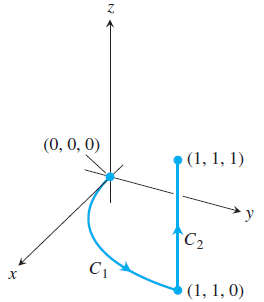 z
(0, 0, 0)
(1, 1, 1)
y
C2
x
C1
(1, 1, 0)